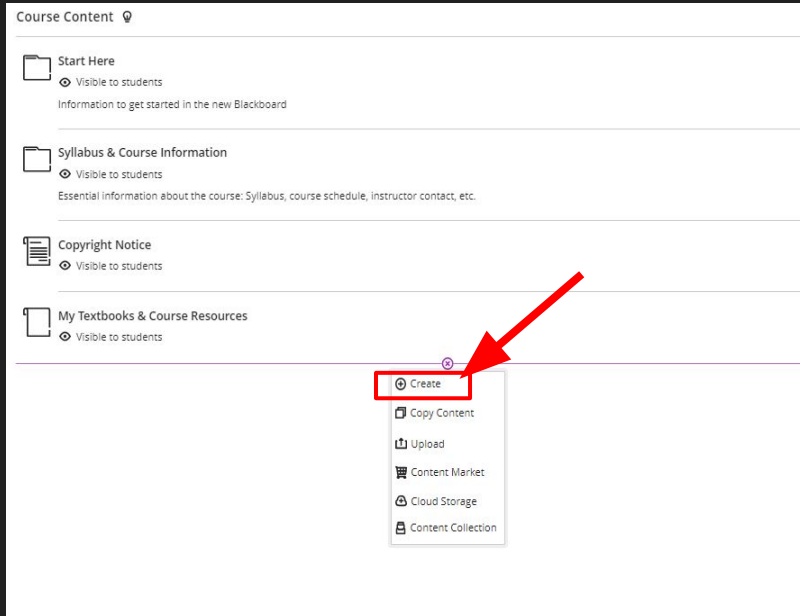 Course Content
Start Here
Visible to students
Information to get started in the new Blackboard
Syllabus & Course Information
Visible to students
Essential information about the course: Syllabus, course schedule, instructor contact, etc.
Copyright Notice
Visible to students
My Textbooks & Course Resources
Visible to students
Create
Copy Content
Upload
Content Market
Cloud Storage
Content Collection